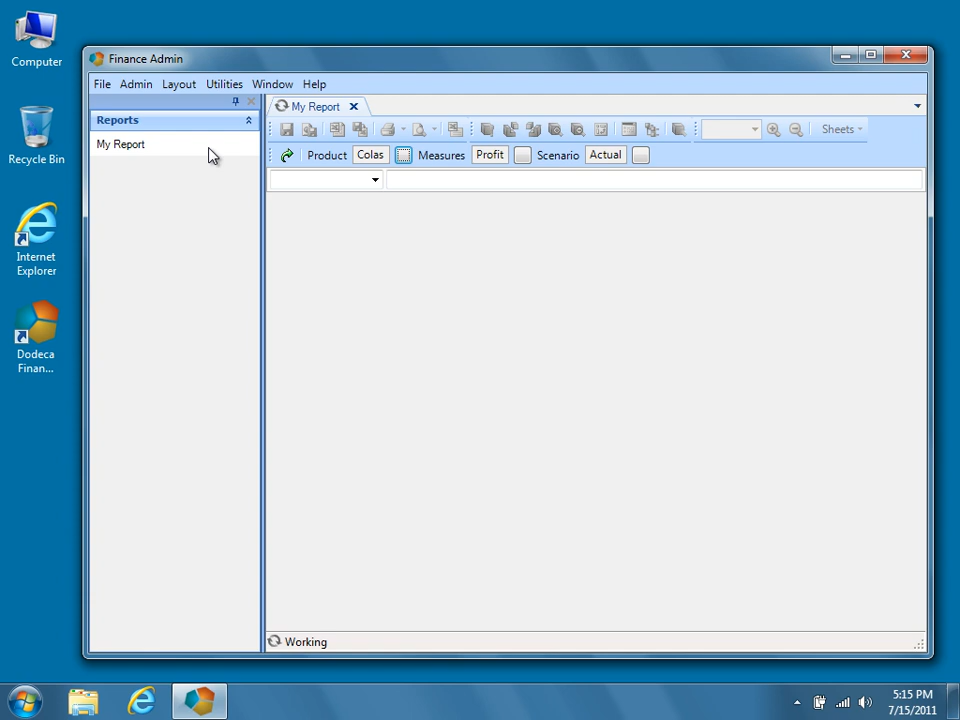 Computer
Recycle Bin
Internet
Explorer
Dodeca
Finan...
Finance Admin
File Admin Layout Utilities Window Help
Reports
My Report
My Report
Sheets
Product Colas Measures Profit Scenario Actual
Working
5:15 PM
7/15/2011